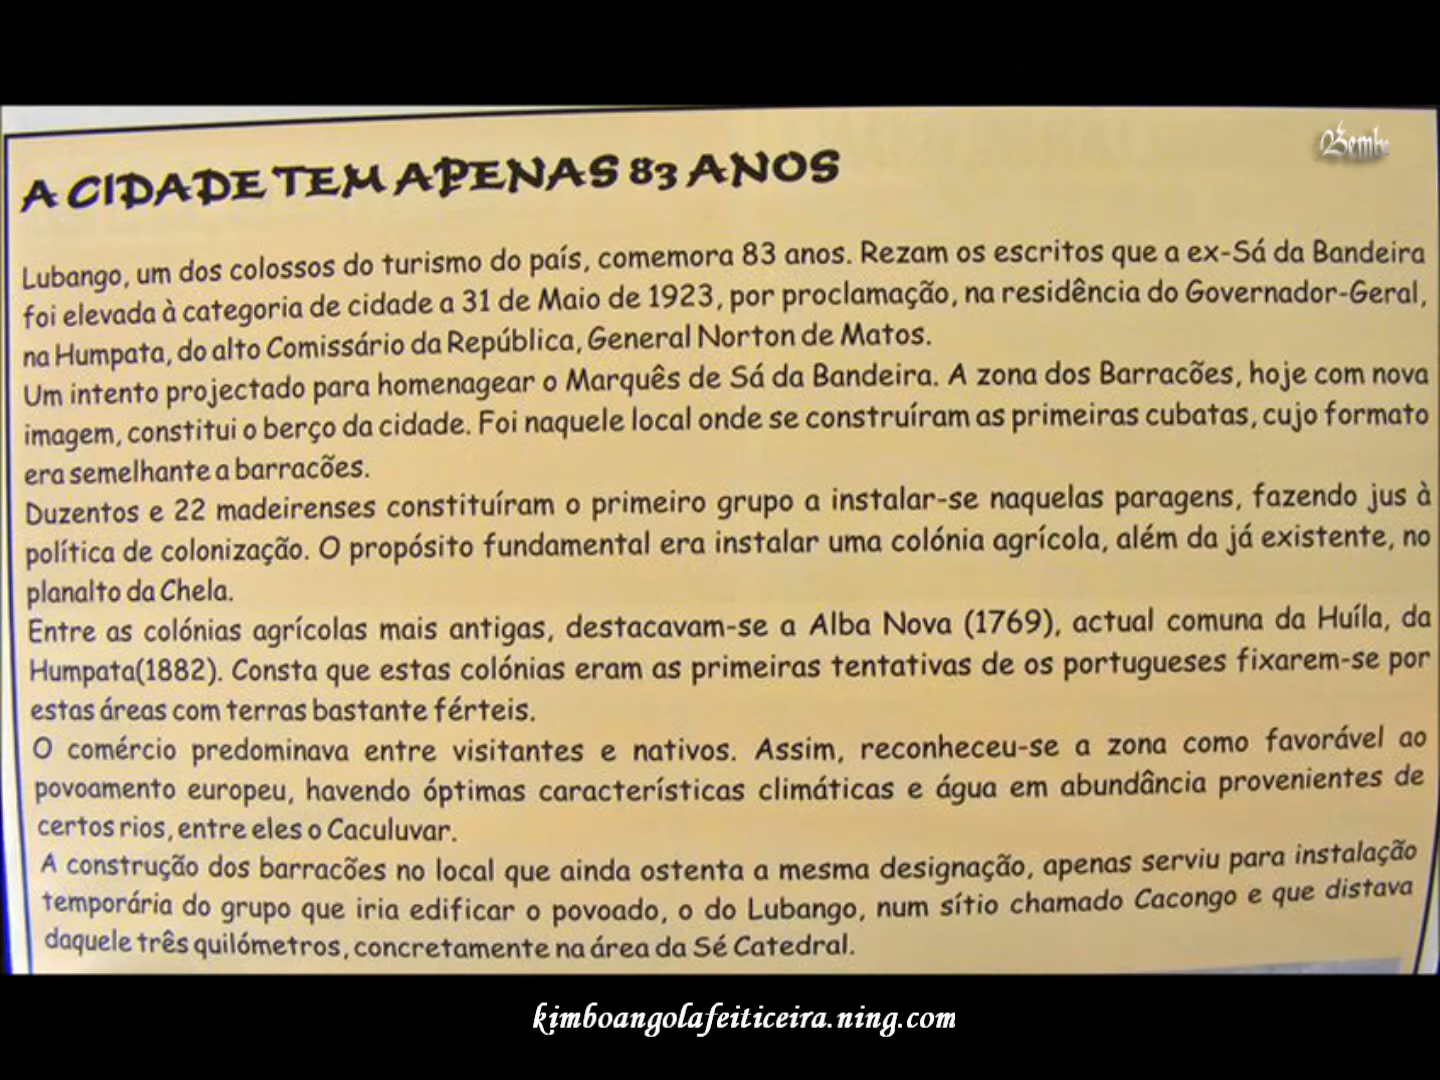 Bembe
A CIDADE TEM APENAS 83 ANOS
Lubango, um dos colossos do turismo do país, comemora 83 anos. Rezam os escritos que a ex-Sá da Bandeira
foi elevada à categoria de cidade a 31 de Maio de 1923, por proclamação, na residência do Governador-Geral,
na Humpata, do alto Comissário da República, General Norton de Matos.
Um intento projectado para homenagear o Marquês de Sá da Bandeira. A zona dos Barracões, hoje com nova
imagem, constitui o berço da cidade. Foi naquele local onde se construíram as primeiras cubatas, cujo formato
era semelhante a barracões.
Duzentos e 22 madeirenses constituíram o primeiro grupo a instalar-se naquelas paragens, fazendo jus à
política de colonização. O propósito fundamental era instalar uma colónia agrícola, além da já existente, no
planalto da Chela.
Entre as colónias agrícolas mais antigas, destacavam-se a Alba Nova (1769), actual comuna da Huíla, da
Humpata(1882). Consta que estas colónias eram as primeiras tentativas de os portugueses fixarem-se por
estas áreas com terras bastante férteis.
O comércio predominava entre visitantes e nativos. Assim, reconheceu-se a zona como favorável ao
povoamento europeu, havendo óptimas características climáticas e água em abundância provenientes de
certos rios, entre eles o Caculuvar.
A construção dos barracões no local que ainda ostenta a mesma designação, apenas serviu para instalação
temporária do grupo que iria edificar o povoado, o do Lubango, num sítio chamado Cacongo e que distava
daquele três quilómetros, concretamente na área da Sé Catedral.
kimboangolafeiticeira.ning.com